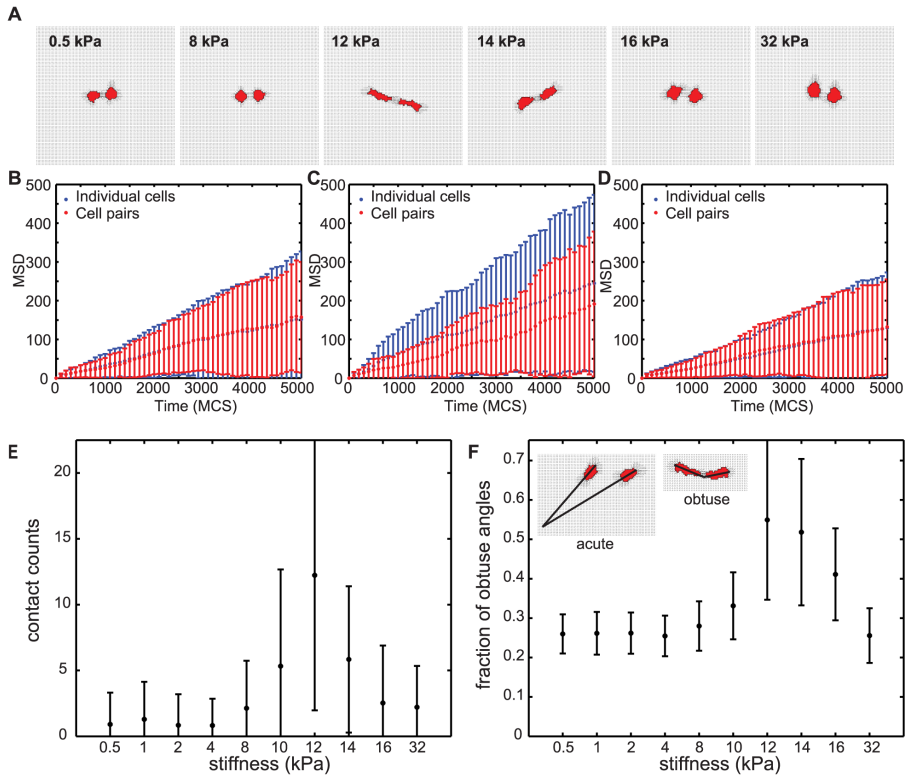 A
0.5 kPa 8 kPa 12 kPa 14 kPa 16 kPa 32 kPa
B C D
500 500 500
Individual cells Individual cells Individual cells
Cell pairs Cell pairs Cell pairs
400 400 400
MSD MSD MSD
300 300 300
200 200 200
100 100 100
0 0 0
0 1000 2000 3000 4000 5000 0 1000 2000 3000 4000 5000 0 1000 2000 3000 4000 5000
Time (MCS) Time (MCS) Time (MCS)
E
20
15
10
5
0
contact counts
0.5 1 2 4 8 10 12 14 16 32
stiffness (kPa)
F
0.7
0.6
0.5
0.4
0.3
0.2
0.1
0
fraction of obtuse angles
acute
obtuse
0.5 1 2 4 8 10 12 14 16 32
stiffness (kPa)